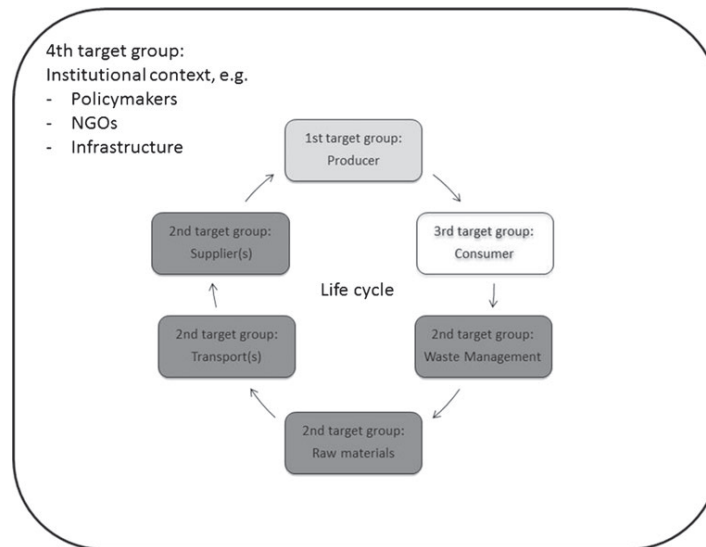 4th target group:
Institutional context, e.g.
- Policymakers
- NGOs
- Infrastructure
1st target group:
Producer
2nd target group:
Supplier(s)
3rd target group:
Consumer
Life cycle
2nd target group:
Transport(s)
2nd target group:
Waste Management
2nd target group:
Raw materials